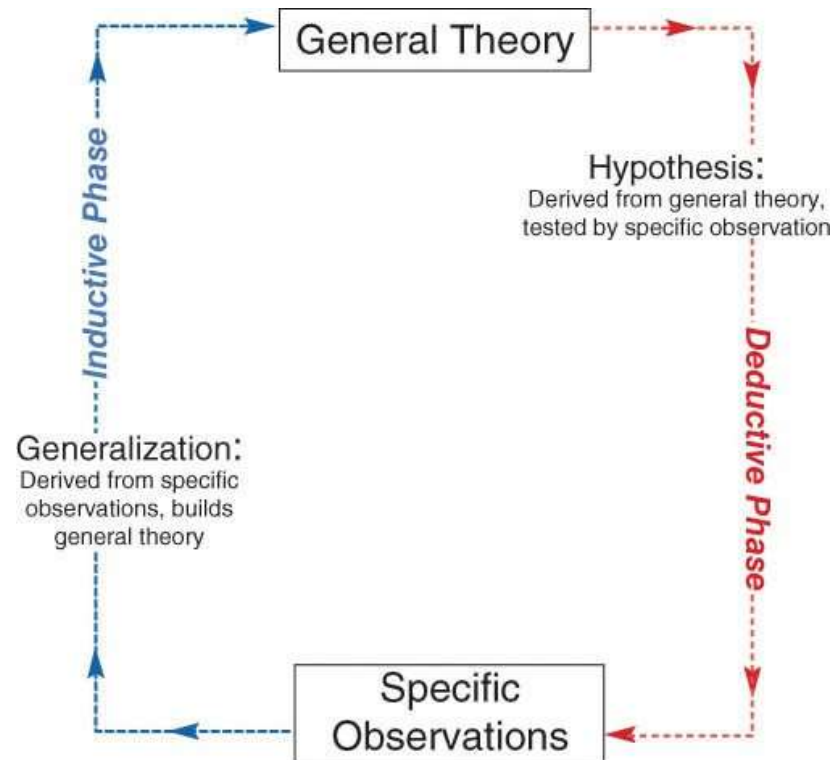 General Theory
Inductive Phase
Hypothesis:
Derived from general theory,
tested by specific observation
Deductive Phase
Generalization:
Derived from specific
observations, builds
general theory
Specific
Observations